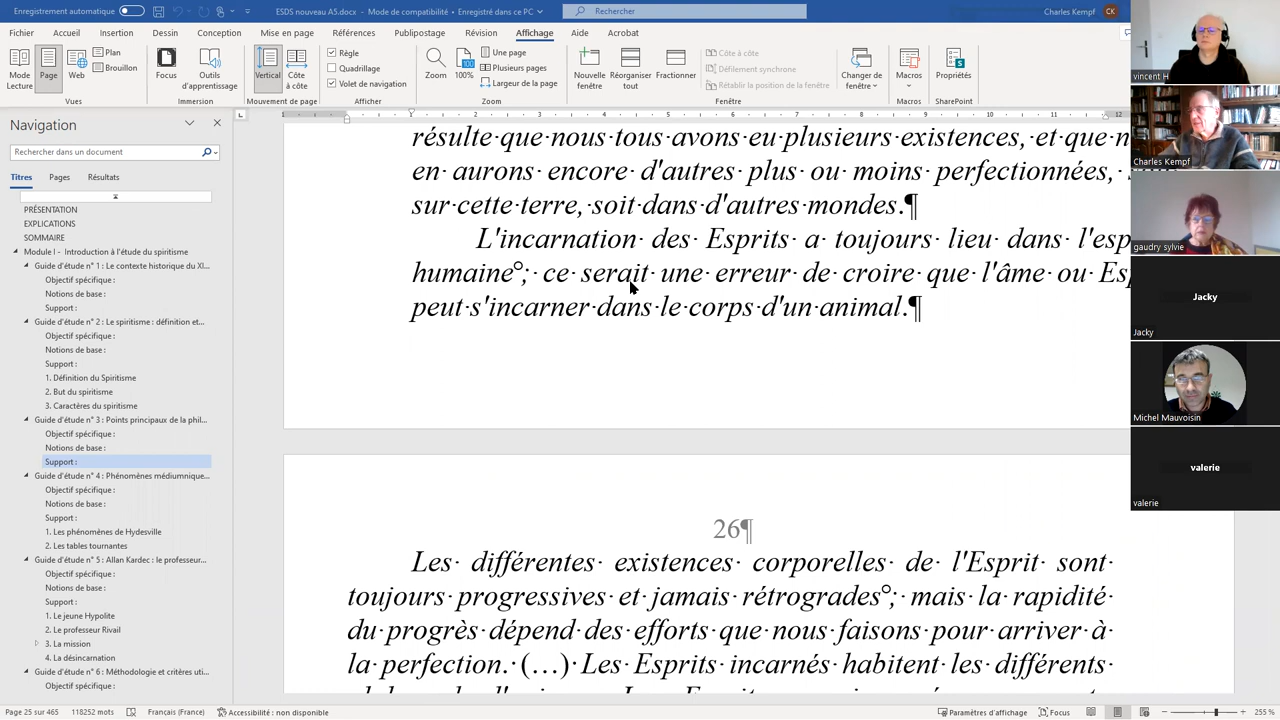 Enregistrement automatique
ESDS nouveau A5.docx - Mode de compatibilité • Enregistré dans ce PC
Rechercher
Charles Kempf CK
Fichier Accueil Insertion Dessin Conception Mise en page Références Publipostage Révision Affichage Aide Acrobat
Mode Lecture
Page
Web
Plan
Brouillon
Vues
Focus
Outils d'apprentissage
Immersion
Vertical
Côte à côte
Mouvement de page
Règle
Quadrillage
Volet de navigation
Afficher
Zoom
100%
Une page
Plusieurs pages
Largeur de la page
Zoom
Nouvelle fenêtre
Réorganiser tout
Fractionner
Côte à côte
Défilement synchrone
Rétablir la position de la fenêtre
Fenêtre
Changer de fenêtre
Macros
Macros
Propriétés
SharePoint
Navigation
Rechercher dans un document
Titres Pages Résultats
PRÉSENTATION
EXPLICATIONS
SOMMAIRE
Module I - Introduction à l'étude du spiritisme
Guide d'étude n° 1 : Le contexte historique du XI...
Objectif spécifique :
Notions de base :
Support :
Guide d'étude n° 2 : Le spiritisme : définition et...
Objectif spécifique :
Notions de base :
Support :
1. Définition du Spiritisme
2. But du spiritisme
3. Caractères du spiritisme
Guide d'étude n° 3 : Points principaux de la phil...
Objectif spécifique :
Notions de base :
Support :
Guide d'étude n° 4 : Phénomènes médiumnique...
Objectif spécifique :
Notions de base :
Support :
1. Les phénomènes de Hydesville
2. Les tables tournantes
Guide d'étude n° 5 : Allan Kardec : le professeur...
Objectif spécifique :
Notions de base :
Support :
1. Le jeune Hypolite
2. Le professeur Rivail
3. La mission
4. La désincarnation
Guide d'étude n° 6 : Méthodologie et critères uti...
Objectif spécifique :
résulte·que·nous·tous·avons·eu·plusieurs·existences,·et·que·n
en· aurons· encore· d'autres· plus· ou· moins· perfectionnées,·
sur·cette·terre,·soit·dans·d'autres·mondes.¶
L'incarnation· des· Esprits· a· toujours· lieu· dans· l'esp
humaine°;· ce· serait· une· erreur· de· croire· que· l'âme· ou· Esp
peut·s'incarner·dans·le·corps·d'un·animal.¶
26¶
Les· différentes· existences· corporelles· de· l'Esprit· sont·
toujours·progressives·et·jamais·rétrogrades°;·mais·la·rapidité·
du·progrès·dépend·des·efforts·que·nous·faisons·pour·arriver·à·
la·perfection.·(…)·Les·Esprits·incarnés·habitent·les·différents·
vincent H
Charles Kempf
gaudry sylvie
Jacky
Jacky
Michel Mauvoisin
valerie
valerie
Page 25 sur 465 118252 mots Français (France) Accessibilité : non disponible Paramètres d'affichage Focus 255 %